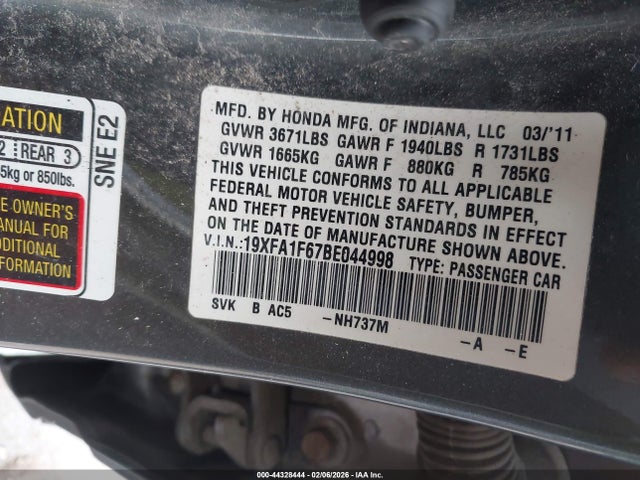 ATION
2 REAR 3
5kg or 850lbs.
E OWNER'S
MANUAL FOR
DDITIONAL
FORMATION
SNE E2
MFD. BY HONDA MFG. OF INDIANA, LLC 03/'11
GVWR 3671LBS GAWR F 1940LBS R 1731LBS
GVWR 1665KG GAWR F 880KG R 785KG
THIS VEHICLE CONFORMS TO ALL APPLICABLE
FEDERAL MOTOR VEHICLE SAFETY, BUMPER,
AND THEFT PREVENTION STANDARDS IN EFFECT
ON THE DATE OF MANUFACTURE SHOWN ABOVE.
V.I.N.:19XFA1F67BE044998 TYPE: PASSENGER CAR
SVK B AC5 -NH737M -A -E
000-44328444 - 02/06/2026 - IAA Inc.